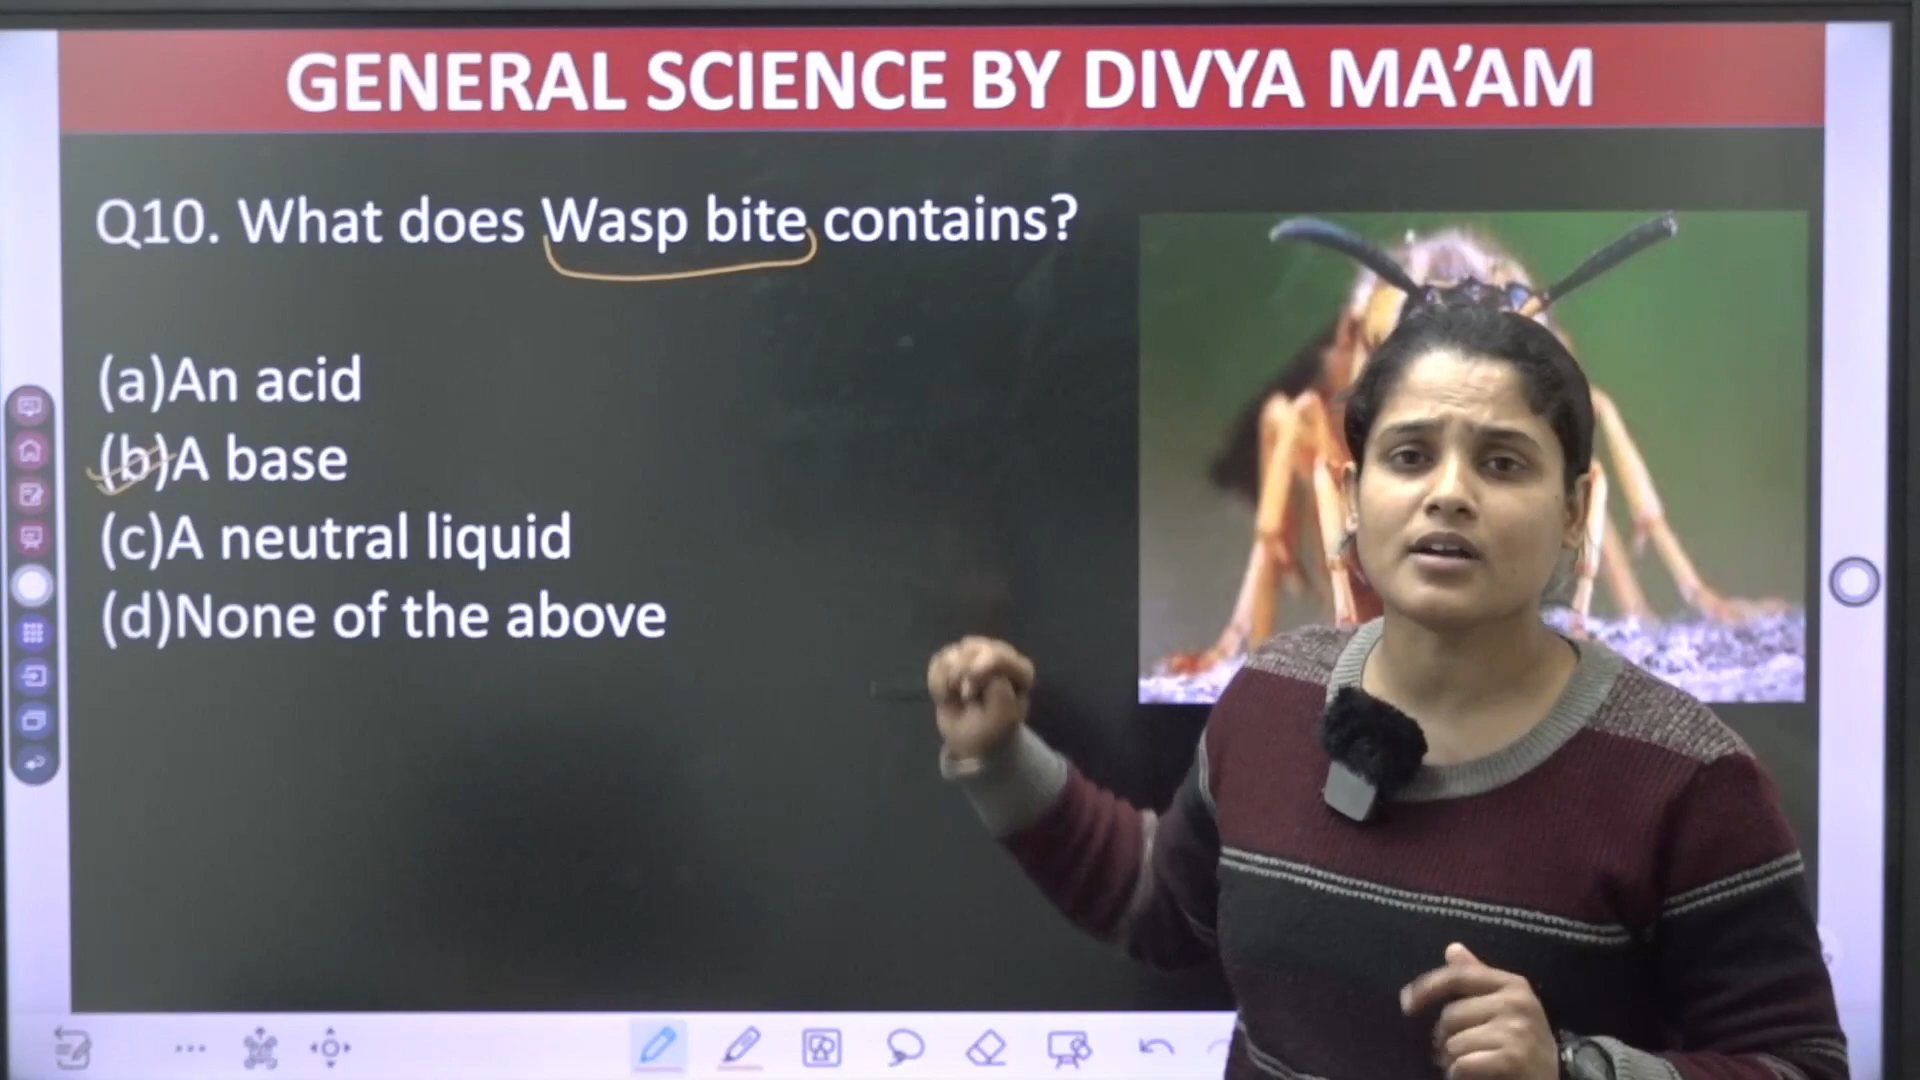 GENERAL SCIENCE BY DIVYA MA’AM
Q10. What does Wasp bite contains?
(a)An acid
(b)A base
(c)A neutral liquid
(d)None of the above